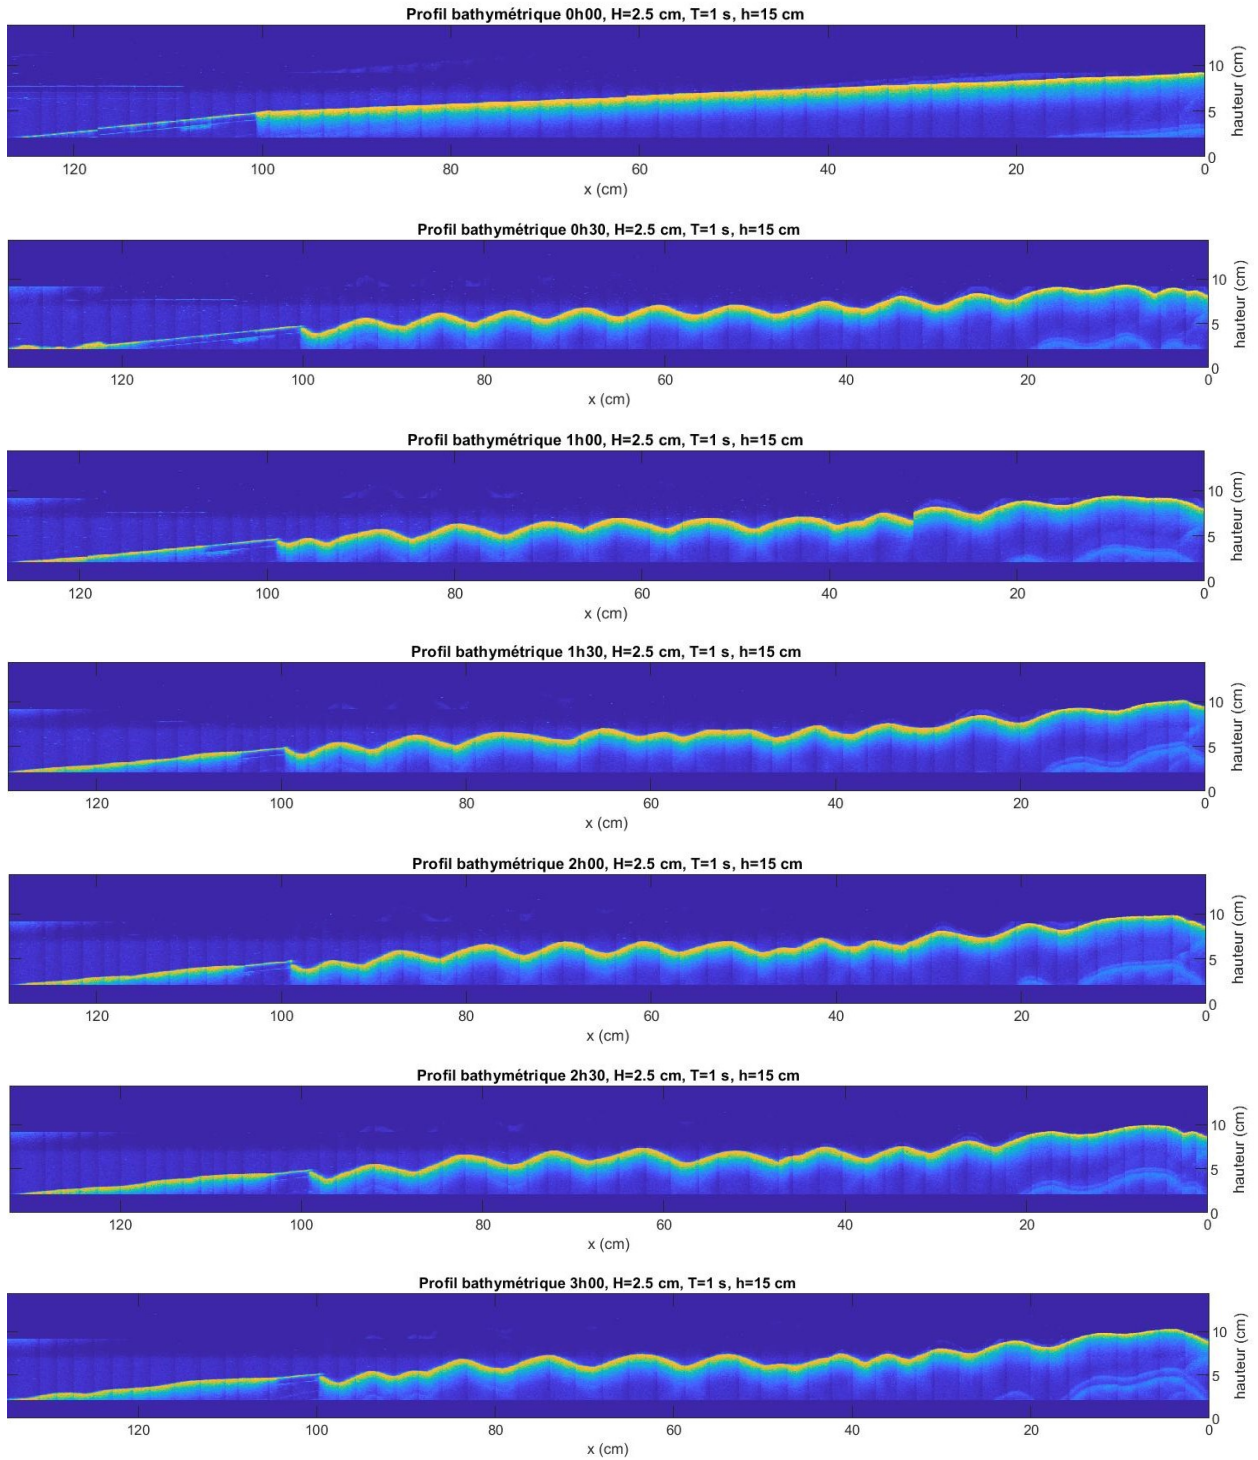 Profil bathymétrique 0h00, H=2.5 cm, T=1 s, h=15 cm
10
5
0
hauteur (cm)
120 100 80 60 40 20 0
x (cm)
Profil bathymétrique 0h30, H=2.5 cm, T=1 s, h=15 cm
10
5
0
hauteur (cm)
120 100 80 60 40 20 0
x (cm)
Profil bathymétrique 1h00, H=2.5 cm, T=1 s, h=15 cm
10
5
0
hauteur (cm)
120 100 80 60 40 20 0
x (cm)
Profil bathymétrique 1h30, H=2.5 cm, T=1 s, h=15 cm
10
5
0
hauteur (cm)
120 100 80 60 40 20 0
x (cm)
Profil bathymétrique 2h00, H=2.5 cm, T=1 s, h=15 cm
10
5
0
hauteur (cm)
120 100 80 60 40 20 0
x (cm)
Profil bathymétrique 2h30, H=2.5 cm, T=1 s, h=15 cm
10
5
0
hauteur (cm)
120 100 80 60 40 20 0
x (cm)
Profil bathymétrique 3h00, H=2.5 cm, T=1 s, h=15 cm
10
5
0
hauteur (cm)
120 100 80 60 40 20 0
x (cm)